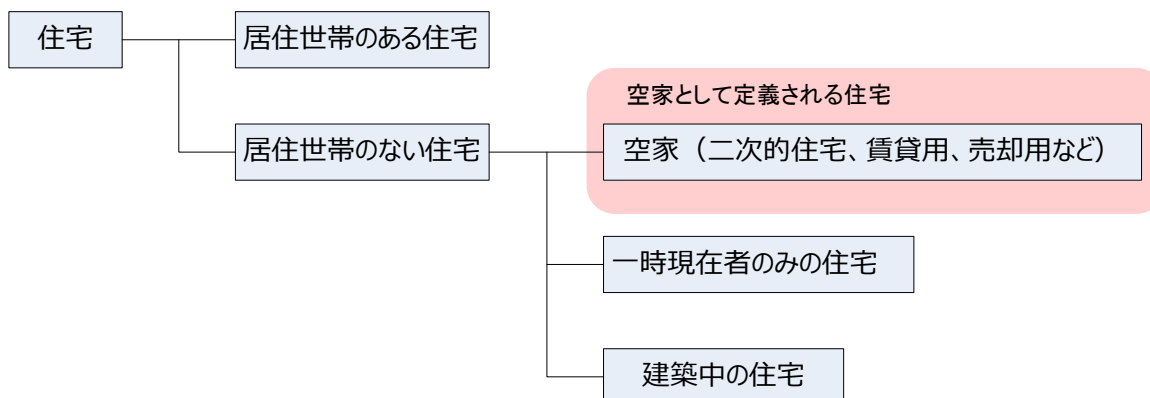 住宅
居住世帯のある住宅
空家として定義される住宅
居住世帯のない住宅
空家（二次的住宅、賃貸用、売却用など）
一時現在者のみの住宅
建築中の住宅